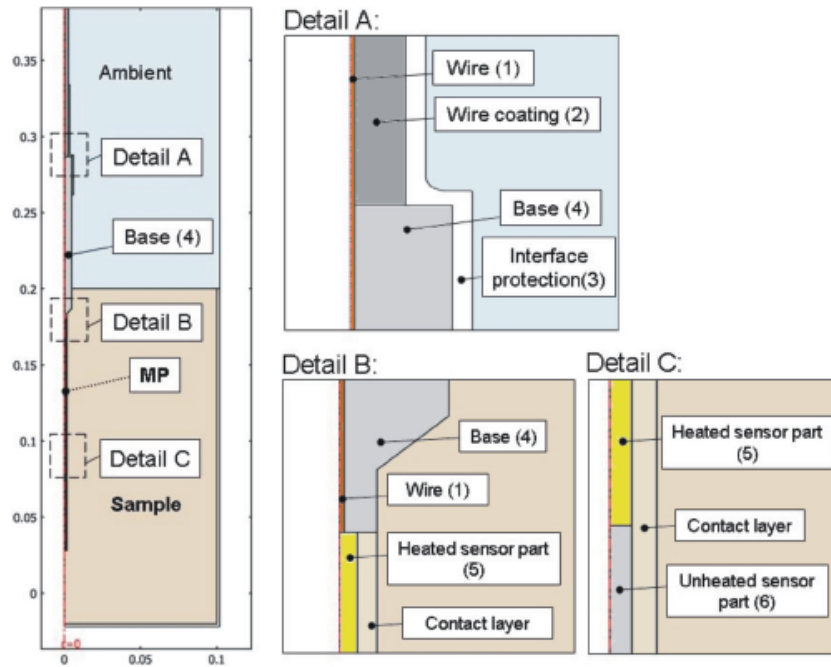 Detail A:
0.35
0.3
0.25
0.2
0.15
0.1
0.05
0
0
0.05
0.1
Ambient
Detail A
Base (4)
Detail B
MP
Detail C
Sample
Wire (1)
Wire coating (2)
Base (4)
Interface
protection(3)
Detail B:
Base (4)
Wire (1)
Heated sensor part
(5)
Contact layer
Detail C:
Heated sensor part
(5)
Contact layer
Unheated sensor
part (6)